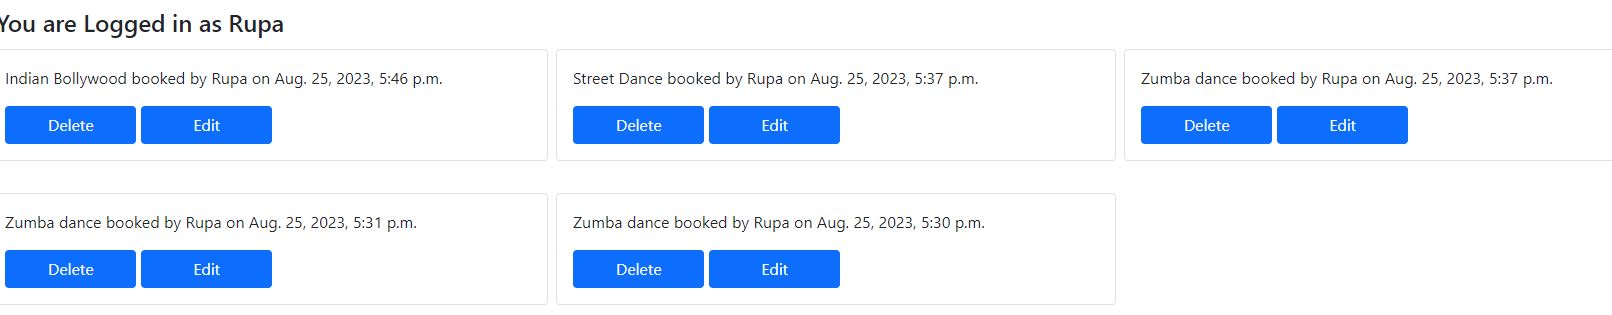 You are Logged in as Rupa
Indian Bollywood booked by Rupa on Aug. 25, 2023, 5:46 p.m.
Delete Edit
Street Dance booked by Rupa on Aug. 25, 2023, 5:37 p.m.
Delete Edit
Zumba dance booked by Rupa on Aug. 25, 2023, 5:37 p.m.
Delete Edit
Zumba dance booked by Rupa on Aug. 25, 2023, 5:31 p.m.
Delete Edit
Zumba dance booked by Rupa on Aug. 25, 2023, 5:30 p.m.
Delete Edit